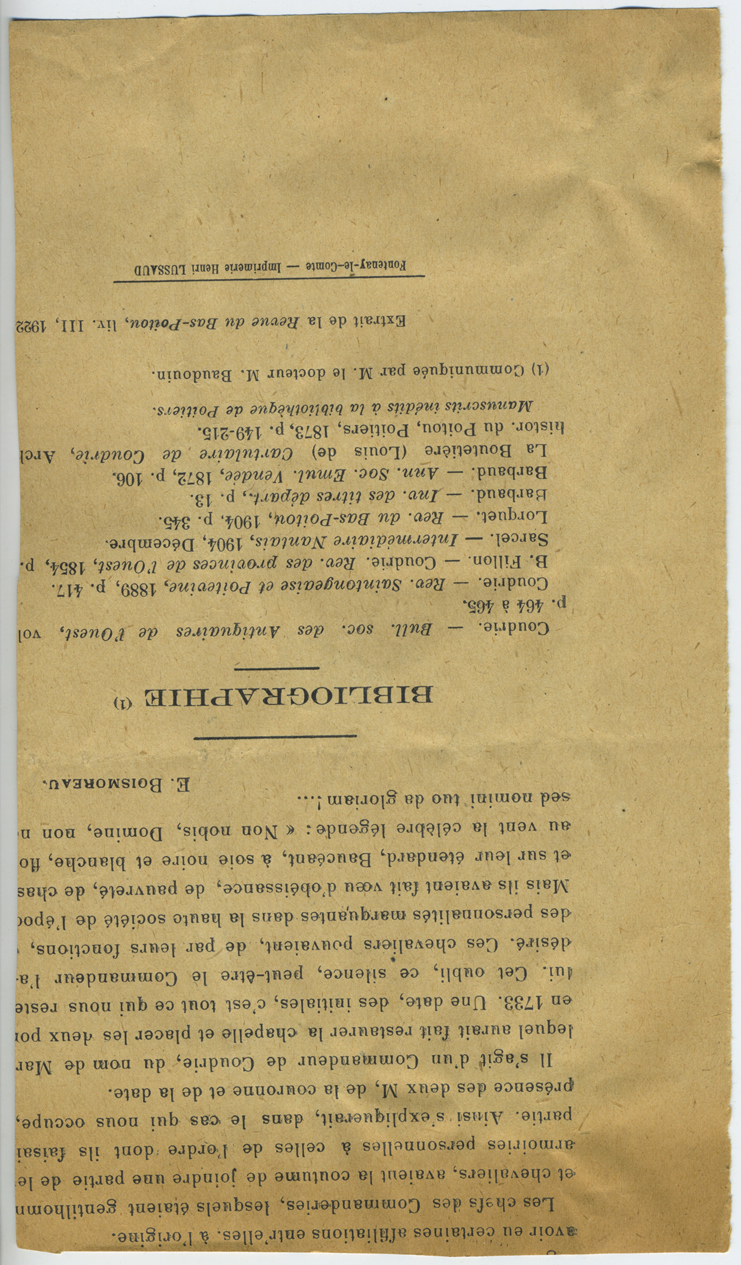 avoir eu certaines affiliations entr'elles. à l'origine.
Les chefs des Commanderies, lesquels étaient gentilhom
et chevaliers, avaient la coutume de joindre une partie de le
armoiries personnelles à celles de l'ordre dont ils faisai
partie. Ainsi s'expliquerait, dans le cas qui nous occupe,
présence des deux M, de la couronne et de la date.
Il s'agit d'un Commandeur de Coudrie, du nom de Mar
lequel aurait fait restaurer la chapelle et placer les deux por
en 1733. Une date, des initiales, c'est tout ce qui nous reste
lui. Cet oubli, ce silence, peut-être le Commandeur l'a-
désiré. Ces chevaliers pouvaient, de par leurs fonctions,
des personnalités marquantes dans la haute société de l'époq
Mais ils avaient fait vœu d'obéissance, de pauvreté, de chas
et sur leur étendard, Baucéant, à soie noire et blanche, flo
au vent la célèbre légende : « Non nobis, Domine, non n
sed nomini tuo da gloriam !...
E. BOISMOREAU.
BIBLIOGRAPHIE (1)
Coudrie. — Bull. soc. des Antiquaires de l'Ouest, vol
p. 464 à 465.
Coudrie. — Rev. Saintongeaise et Poitevine, 1889, p. 417.
B. Fillon. — Coudrie. Rev. des provinces de l'Ouest, 1854, p.
Sarcel. — Intermédiaire Nantais, 1904, Décembre.
Lorquet. — Rev. du Bas-Poitou, 1904, p. 345.
Barbaud. — Inv. des titres départ., p. 13.
Barbaud. — Ann. Soc. Emul. Vendée, 1872, p. 106.
La Boutetière (Louis de) Cartulaire de Coudrie, Arch
histor. du Poitou, Poitiers, 1873, p. 149-215.
Manuscrits inédits à la bibliothèque de Poitiers.
(1) Communiquée par M. le docteur M. Baudouin.
Extrait de la Revue du Bas-Poitou, liv. III, 1922
Fontenay-le-Comte — Imprimerie Henri LUSSAUD